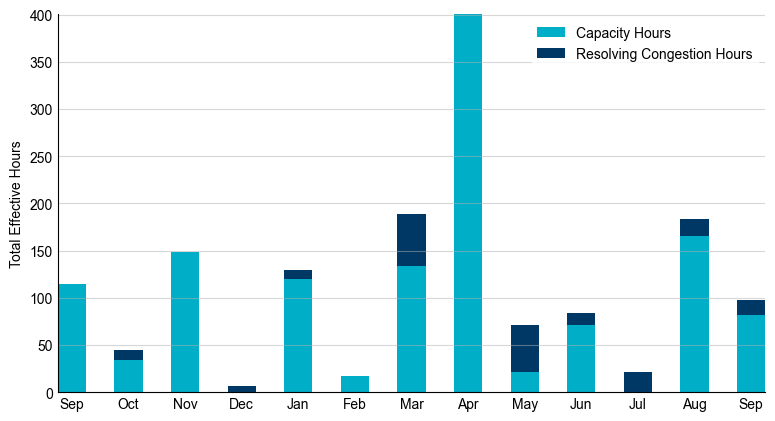 Capacity Hours
Resolving Congestion Hours
Total Effective Hours
400
350
300
250
200
150
100
50
0
Sep Oct Nov Dec Jan Feb Mar Apr May Jun Jul Aug Sep